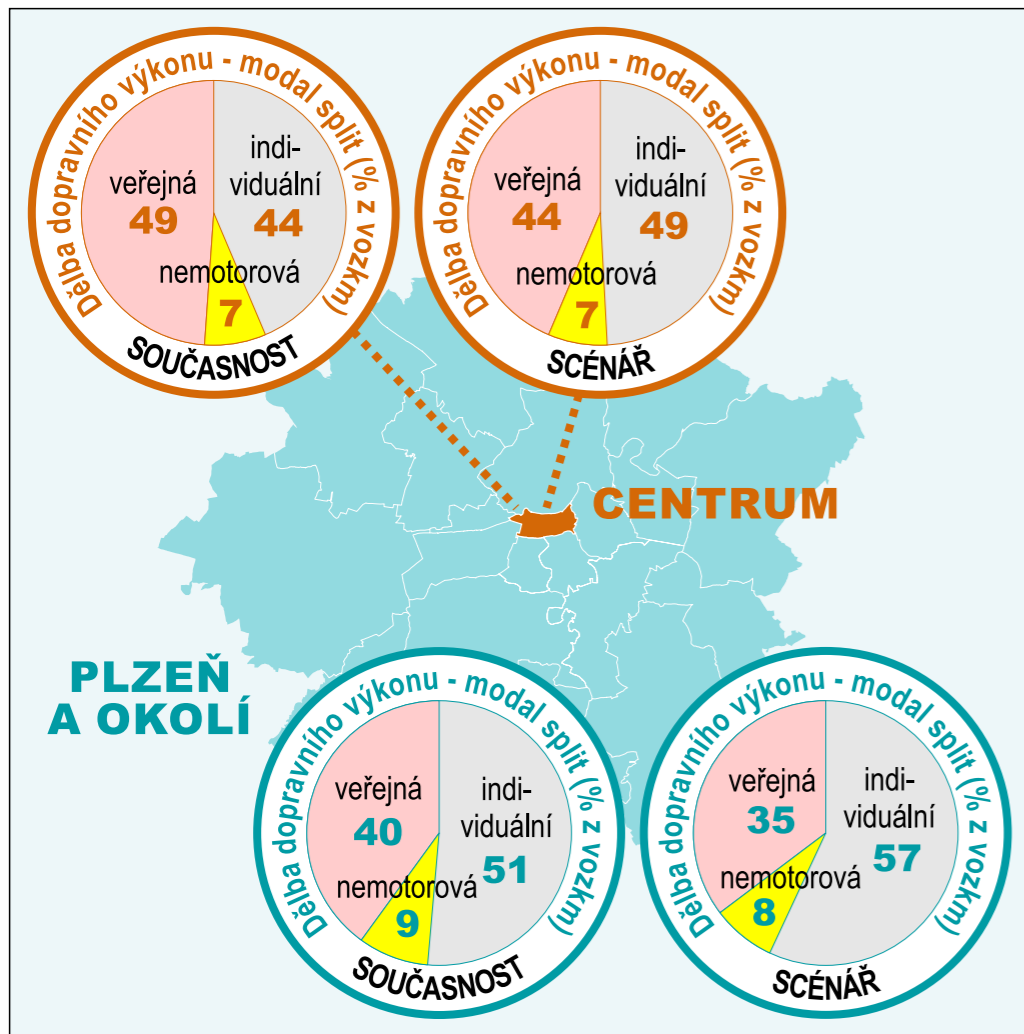 Dělba dopravního výkonu - modal split (% z vozkm)
veřejná
49
indi-
viduální
44
nemotorová
7
SOUČASNOST
Dělba dopravního výkonu - modal split (% z vozkm)
veřejná
44
indi-
viduální
49
nemotorová
7
SCÉNÁŘ
CENTRUM
PLZEŇ
A OKOLÍ
Dělba dopravního výkonu - modal split (% z vozkm)
veřejná
40
indi-
viduální
51
nemotorová
9
SOUČASNOST
Dělba dopravního výkonu - modal split (% z vozkm)
veřejná
35
indi-
viduální
57
nemotorová
8
SCÉNÁŘ